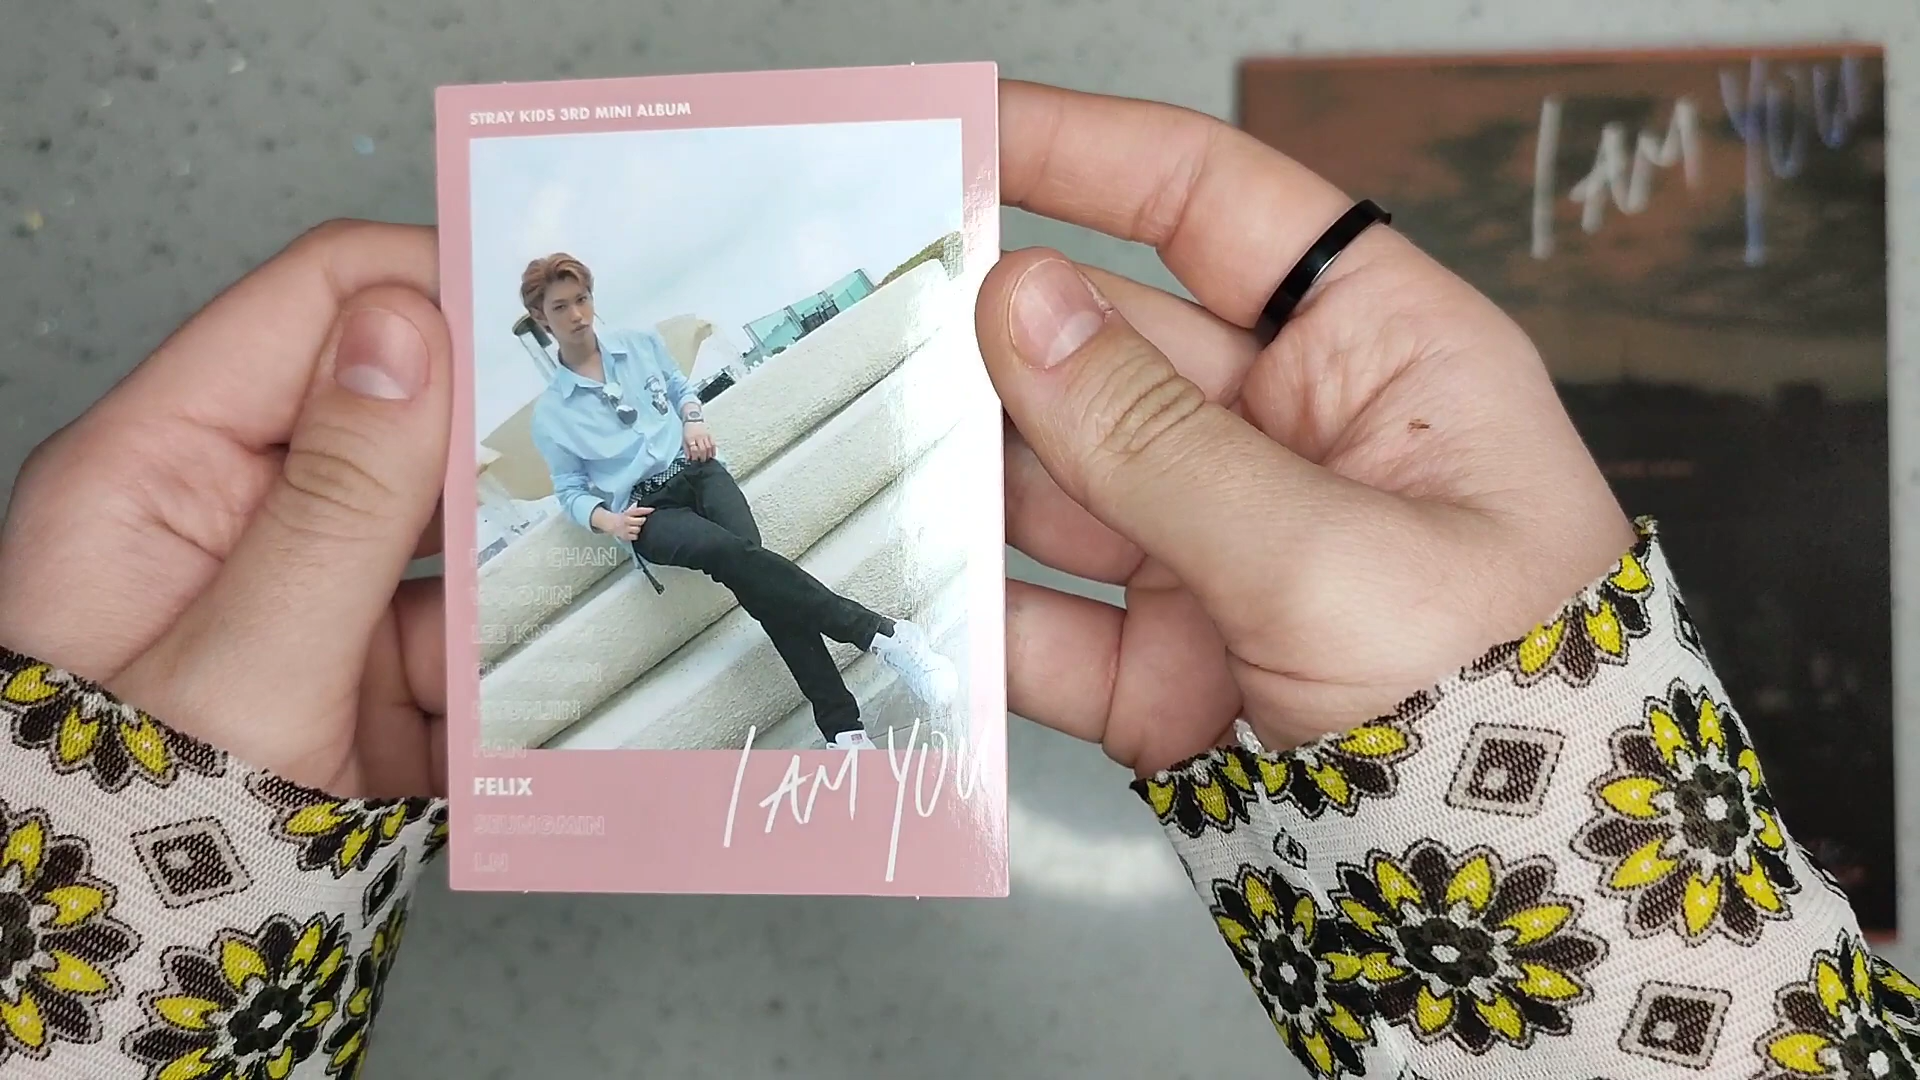 STRAY KIDS 3RD MINI ALBUM
BANG CHAN
WOOJIN
LEE KNOW
CHANGBIN
HYUNJIN
HAN
FELIX
SEUNGMIN
I.N
I AM YOU
I AM YOU